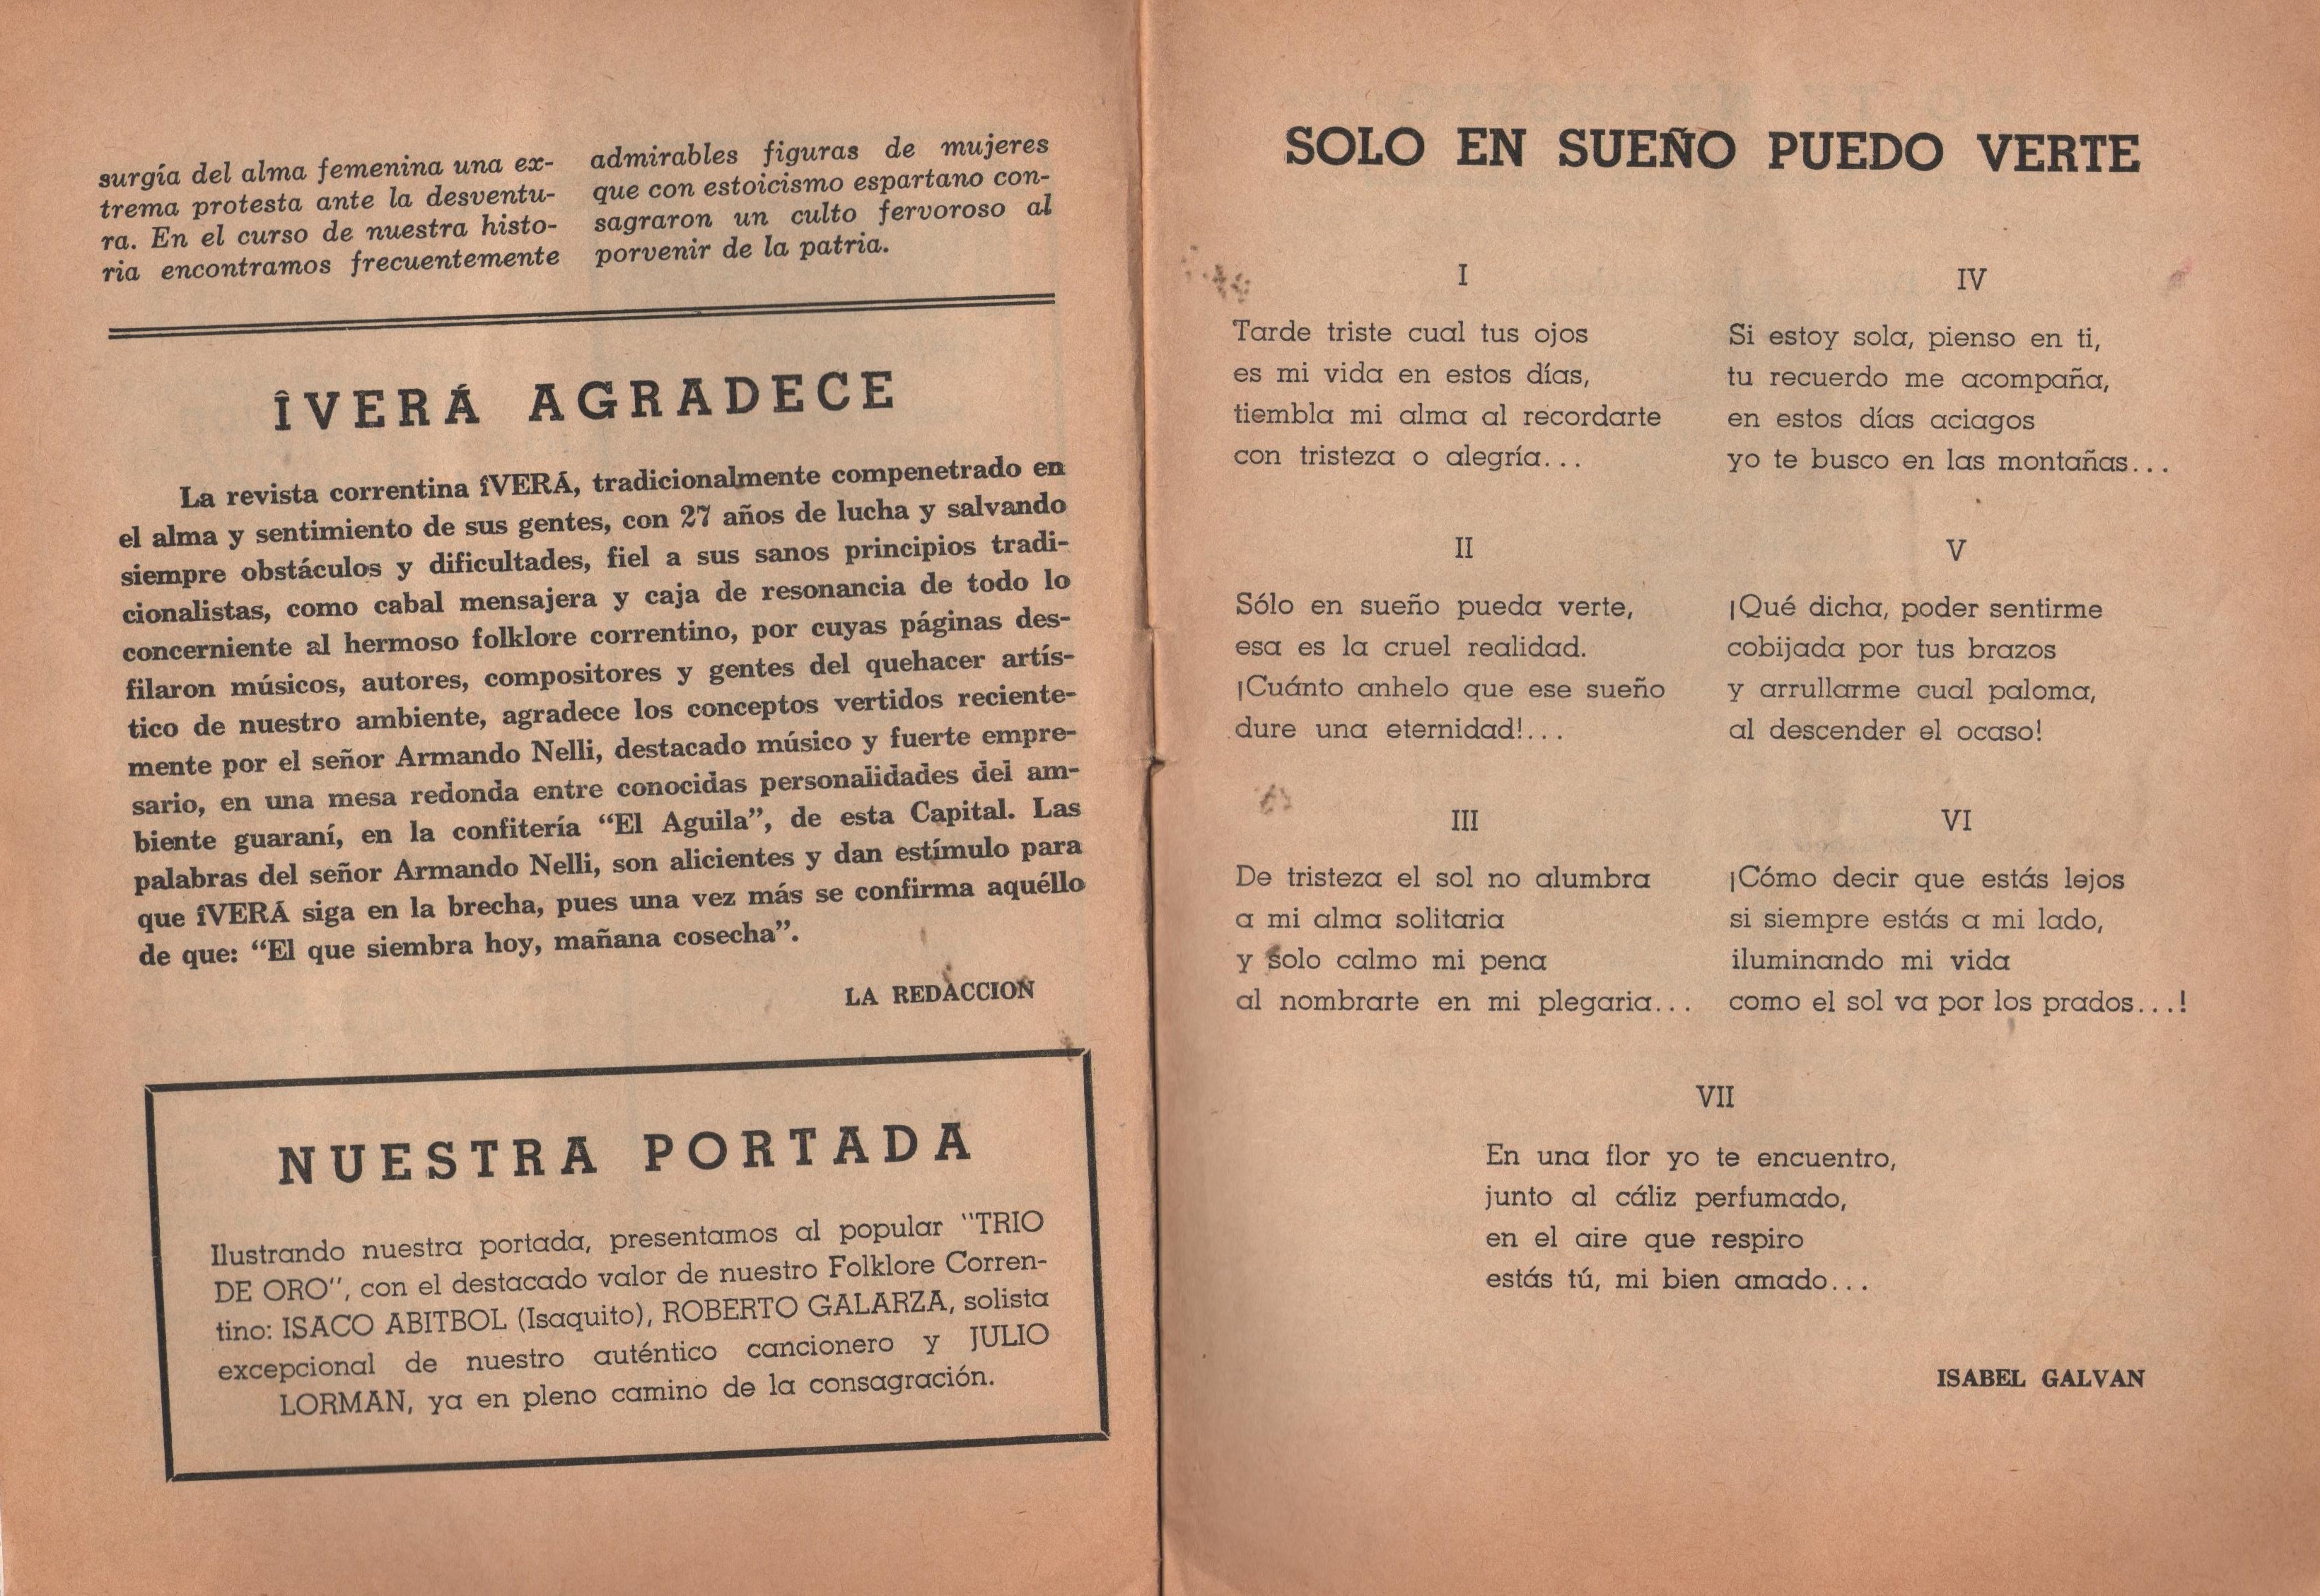 surgía del alma femenina una ex-
trema protesta ante la desventu-
ra. En el curso de nuestra histo-
ria encontramos frecuentemente
admirables figuras de mujeres
que con estoicismo espartano con-
sagraron un culto fervoroso al
porvenir de la patria.
ÎVERÁ AGRADECE
La revista correntina îVERÁ, tradicionalmente compenetrado en
el alma y sentimiento de sus gentes, con 27 años de lucha y salvando
siempre obstáculos y dificultades, fiel a sus sanos principios tradi-
cionalistas, como cabal mensajera y caja de resonancia de todo lo
concerniente al hermoso folklore correntino, por cuyas páginas des-
filaron músicos, autores, compositores y gentes del quehacer artís-
tico de nuestro ambiente, agradece los conceptos vertidos reciente-
mente por el señor Armando Nelli, destacado músico y fuerte empre-
sario, en una mesa redonda entre conocidas personalidades del am-
biente guaraní, en la confitería “El Aguila”, de esta Capital. Las
palabras del señor Armando Nelli, son alicientes y dan estímulo para
que îVERÁ siga en la brecha, pues una vez más se confirma aquéllo
de que: “El que siembra hoy, mañana cosecha”.
LA REDACCION
NUESTRA PORTADA
Ilustrando nuestra portada, presentamos al popular "TRIO
DE ORO", con el destacado valor de nuestro Folklore Corren-
tino: ISACO ABITBOL (Isaquito), ROBERTO GALARZA, solista
excepcional de nuestro auténtico cancionero y JULIO
LORMAN, ya en pleno camino de la consagración.
SOLO EN SUEÑO PUEDO VERTE
I
Tarde triste cual tus ojos
es mi vida en estos días,
tiembla mi alma al recordarte
con tristeza o alegría...
II
Sólo en sueño pueda verte,
esa es la cruel realidad.
¡Cuánto anhelo que ese sueño
dure una eternidad!...
III
De tristeza el sol no alumbra
a mi alma solitaria
y solo calmo mi pena
al nombrarte en mi plegaria...
IV
Si estoy sola, pienso en ti,
tu recuerdo me acompaña,
en estos días aciagos
yo te busco en las montañas...
V
¡Qué dicha, poder sentirme
cobijada por tus brazos
y arrullarme cual paloma,
al descender el ocaso!
VI
¡Cómo decir que estás lejos
si siempre estás a mi lado,
iluminando mi vida
como el sol va por los prados...!
VII
En una flor yo te encuentro,
junto al cáliz perfumado,
en el aire que respiro
estás tú, mi bien amado...
ISABEL GALVAN